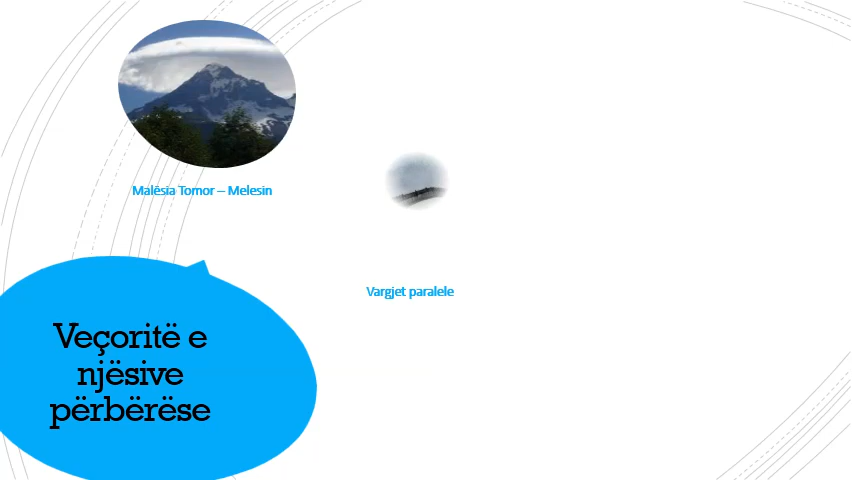 Malësia Tomor – Melesin
Vargjet paralele
Veçoritë e
njësive
përbërëse